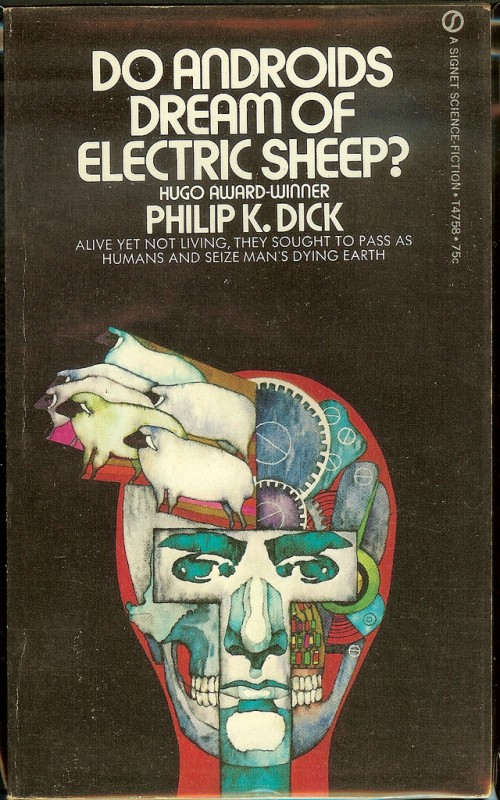 DO ANDROIDS
DREAM OF
ELECTRIC SHEEP?
HUGO AWARD-WINNER
PHILIP K. DICK
ALIVE YET NOT LIVING, THEY SOUGHT TO PASS AS
HUMANS AND SEIZE MAN'S DYING EARTH
S
A SIGNET SCIENCE-FICTION • T4758 • 75c